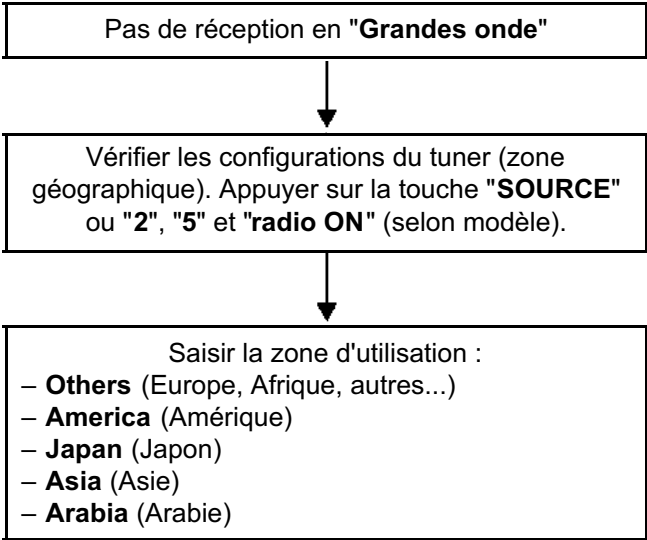 Pas de réception en "Grandes onde"
Vérifier les configurations du tuner (zone
géographique). Appuyer sur la touche "SOURCE"
ou "2", "5" et "radio ON" (selon modèle).
Saisir la zone d'utilisation :
– Others (Europe, Afrique, autres...)
– America (Amérique)
– Japan (Japon)
– Asia (Asie)
– Arabia (Arabie)